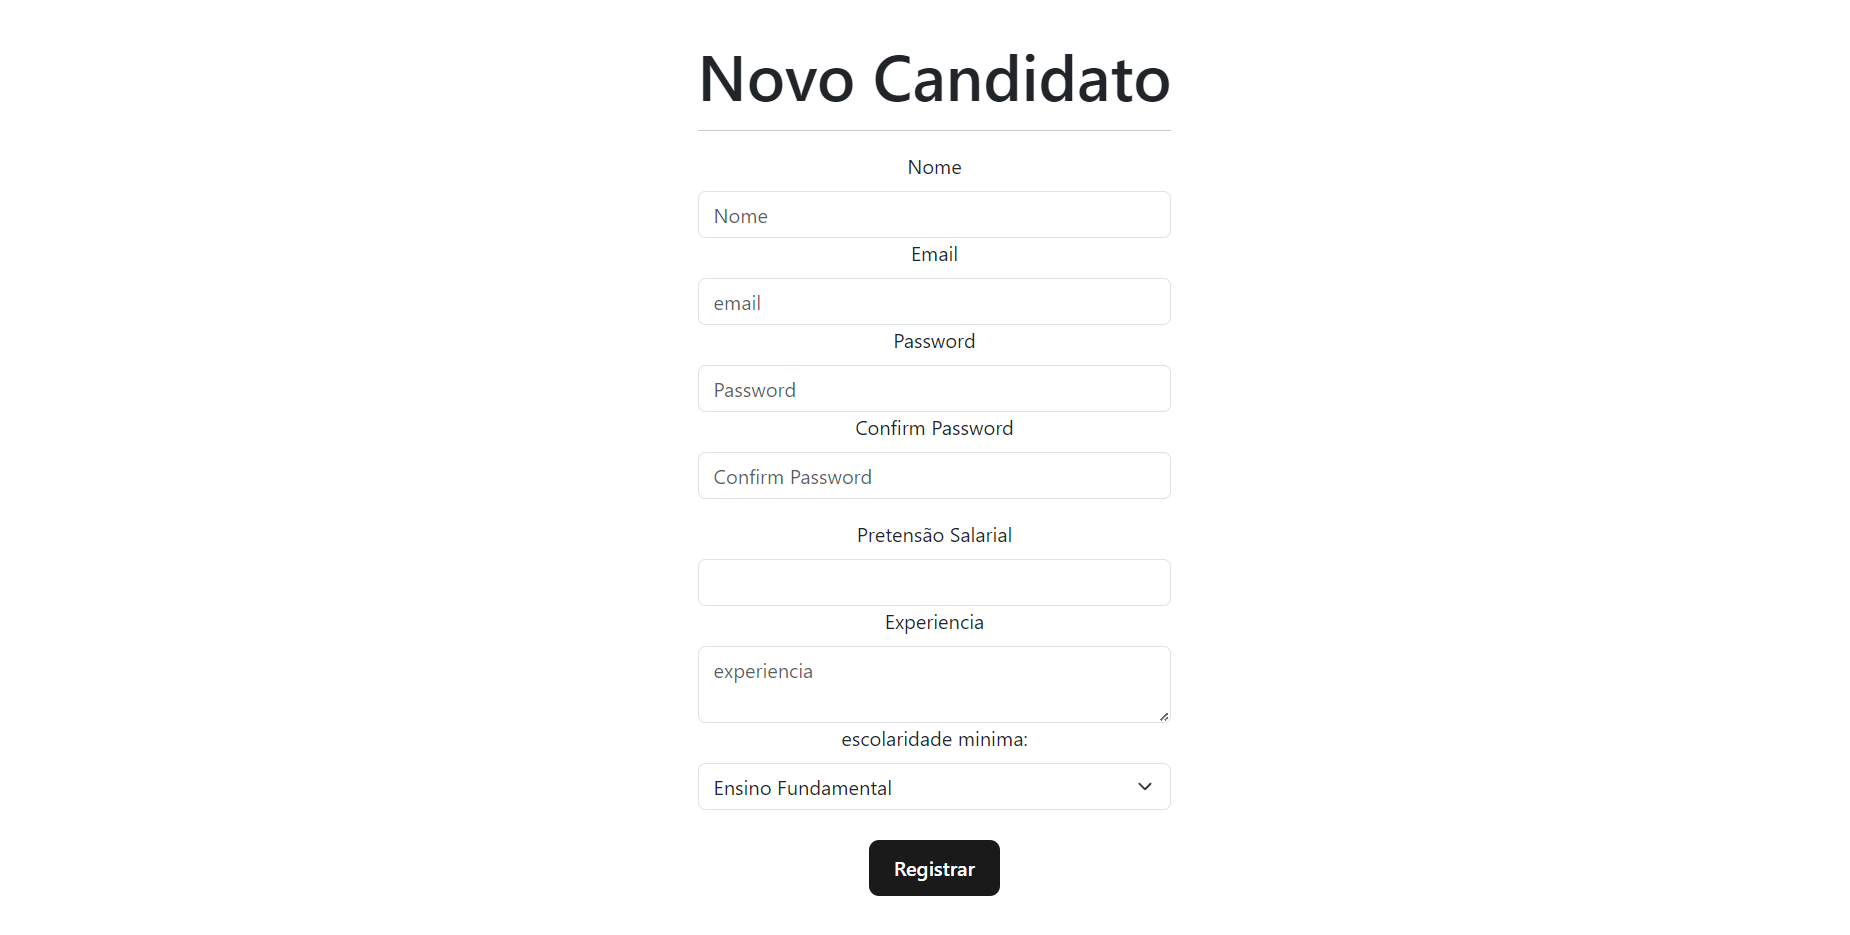 Novo Candidato
Nome
Nome
Email
email
Password
Password
Confirm Password
Confirm Password
Pretensão Salarial
Experiencia
experiencia
escolaridade minima:
Ensino Fundamental
Registrar